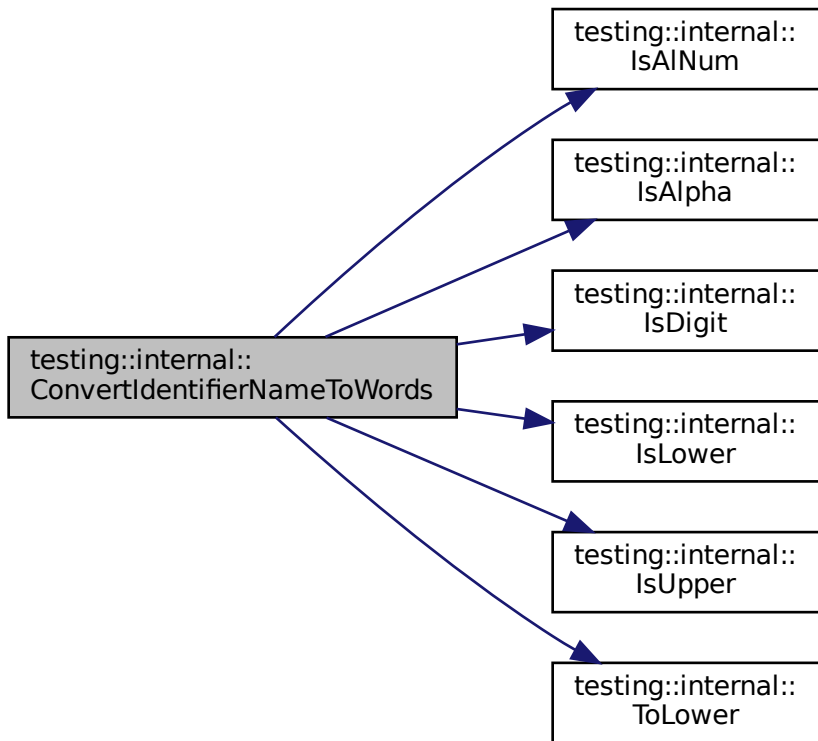 testing::internal::
IsAlNum
testing::internal::
IsAlpha
testing::internal::
IsDigit
testing::internal::
ConvertIdentifierNameToWords
testing::internal::
IsLower
testing::internal::
IsUpper
testing::internal::
ToLower